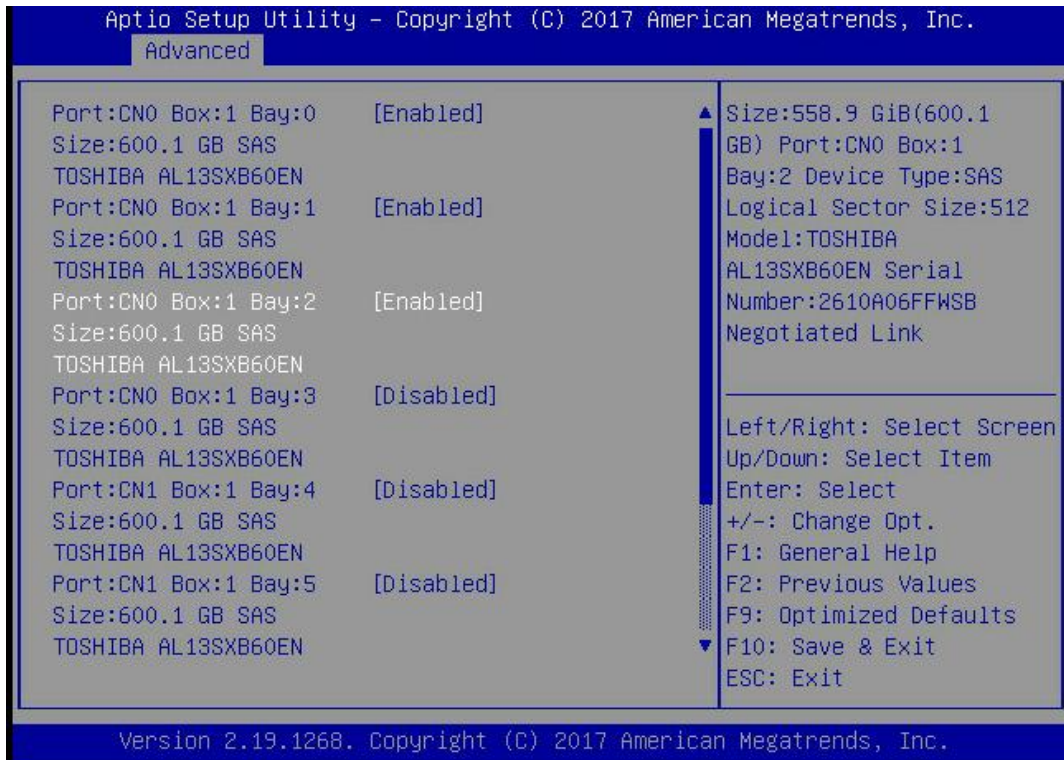 Aptio Setup Utility – Copyright (C) 2017 American Megatrends, Inc.
Advanced
Port:CN0 Box:1 Bay:0 [Enabled]
Size:600.1 GB SAS
TOSHIBA AL13SXB60EN
Port:CN0 Box:1 Bay:1 [Enabled]
Size:600.1 GB SAS
TOSHIBA AL13SXB60EN
Port:CN0 Box:1 Bay:2 [Enabled]
Size:600.1 GB SAS
TOSHIBA AL13SXB60EN
Port:CN0 Box:1 Bay:3 [Disabled]
Size:600.1 GB SAS
TOSHIBA AL13SXB60EN
Port:CN1 Box:1 Bay:4 [Disabled]
Size:600.1 GB SAS
TOSHIBA AL13SXB60EN
Port:CN1 Box:1 Bay:5 [Disabled]
Size:600.1 GB SAS
TOSHIBA AL13SXB60EN
Size:558.9 GiB(600.1
GB) Port:CN0 Box:1
Bay:2 Device Type:SAS
Logical Sector Size:512
Model:TOSHIBA
AL13SXB60EN Serial
Number:2610A06FFWSB
Negotiated Link
Left/Right: Select Screen
Up/Down: Select Item
Enter: Select
+/-: Change Opt.
F1: General Help
F2: Previous Values
F9: Optimized Defaults
F10: Save & Exit
ESC: Exit
Version 2.19.1268. Copyright (C) 2017 American Megatrends, Inc.